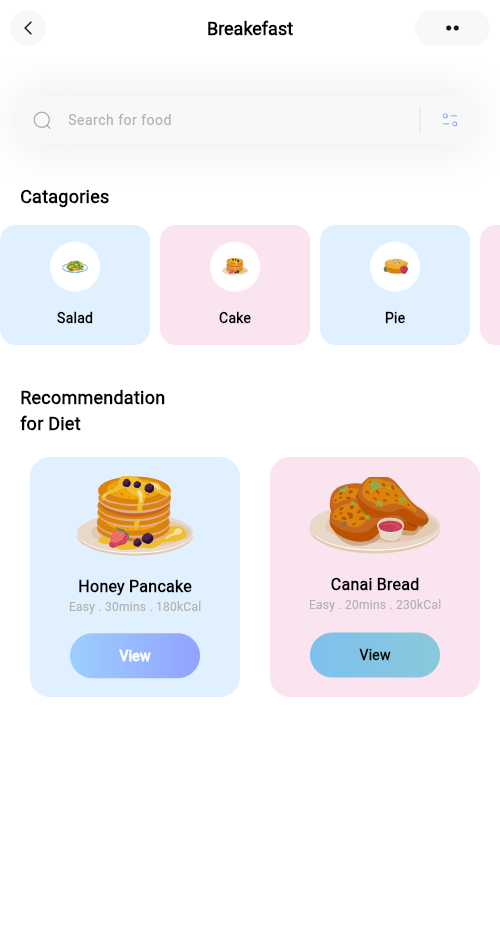 Breakefast
Search for food
Catagories
Salad
Cake
Pie
Recommendation
for Diet
Honey Pancake
Easy . 30mins . 180kCal
View
Canai Bread
Easy . 20mins . 230kCal
View